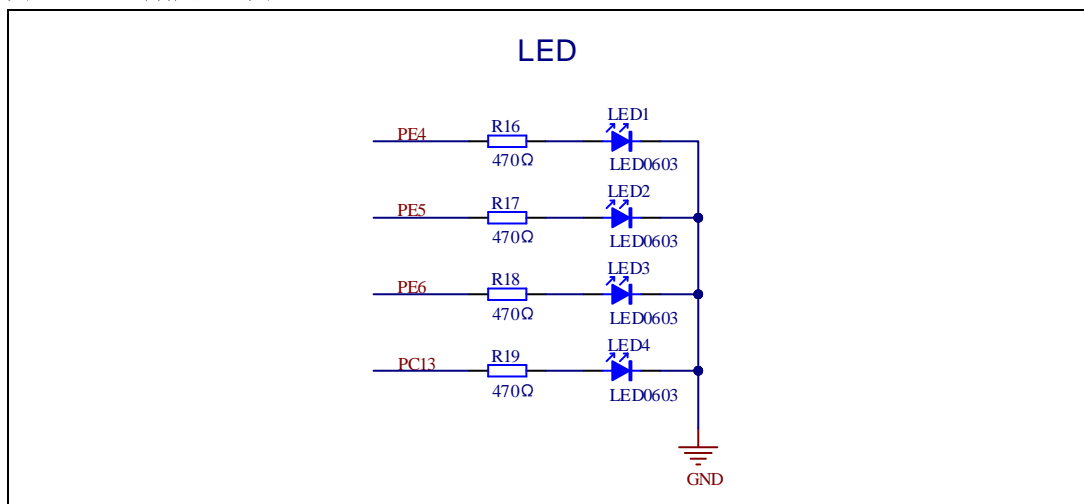 LED
LED1
PE4
R16
470Ω
LED0603
LED2
PE5
R17
470Ω
LED0603
LED3
PE6
R18
470Ω
LED0603
LED4
PC13
R19
470Ω
LED0603
GND